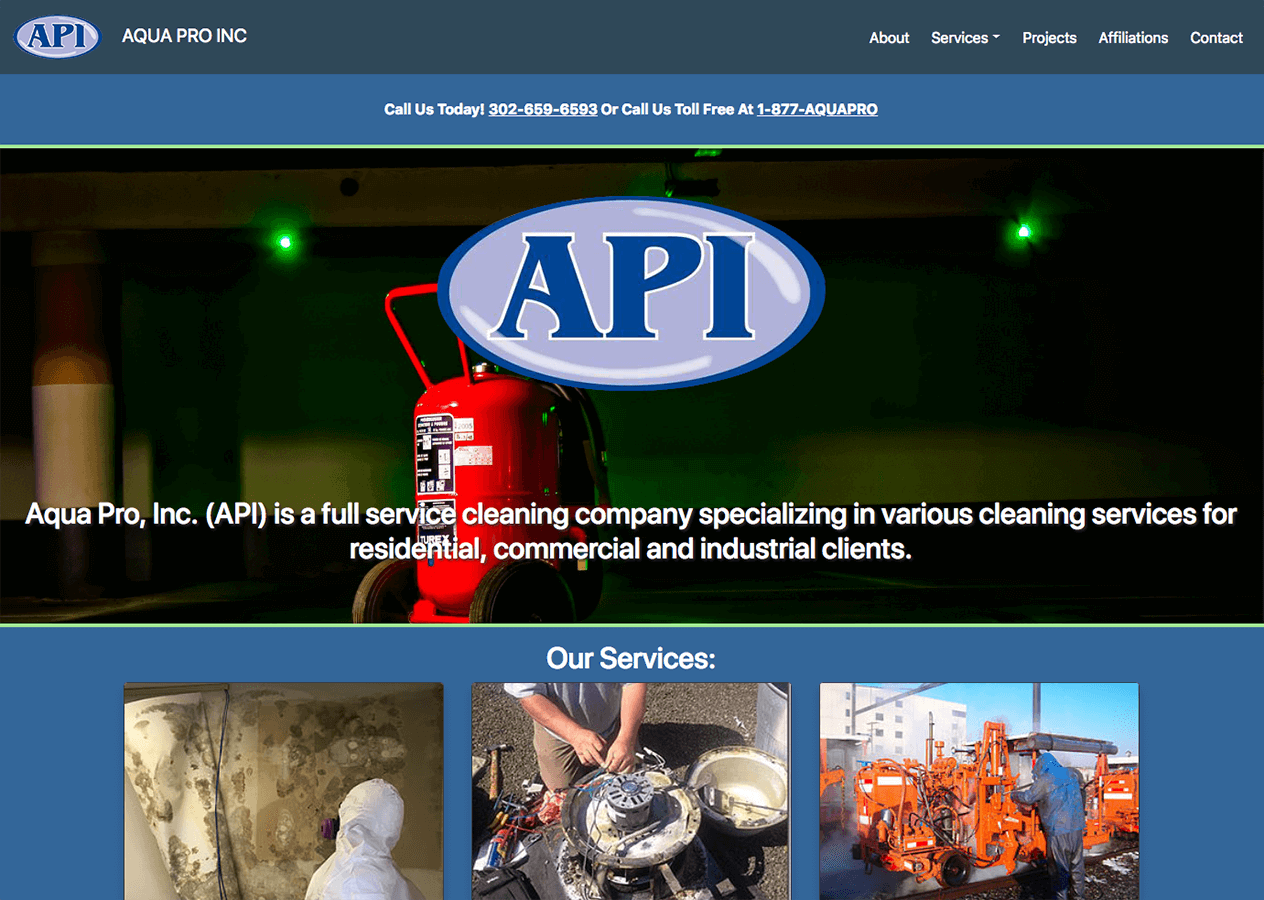 API
AQUA PRO INC
About
Services
Projects
Affiliations
Contact
Call Us Today! 302-659-6593 Or Call Us Toll Free At 1-877-AQUAPRO
API
Aqua Pro, Inc. (API) is a full service cleaning company specializing in various cleaning services for
residential, commercial and industrial clients.
Our Services: